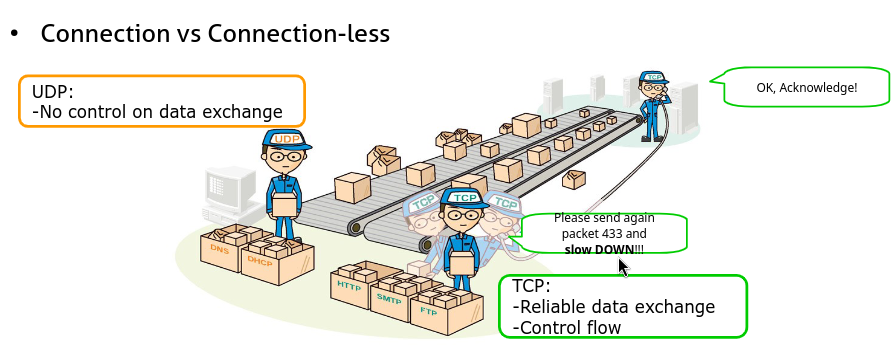 • Connection vs Connection-less
UDP:
-No control on data exchange
UDP
TCP
OK, Acknowledge!
TCP
TCP
TCP
Please send again
packet 433 and
slow DOWN!!!
DNS
DHCP
HTTP
SMTP
FTP
TCP:
-Reliable data exchange
-Control flow